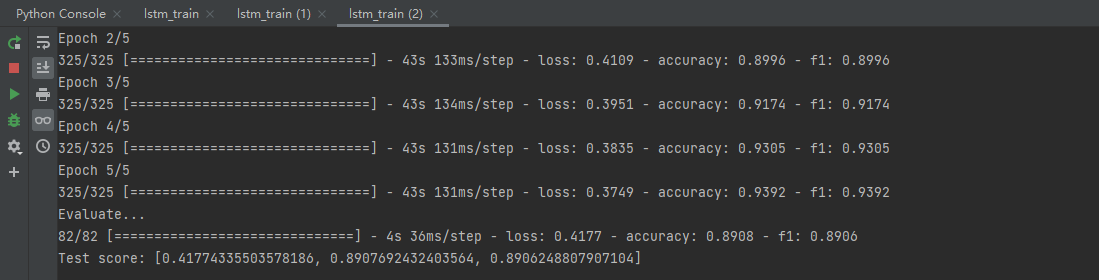 Python Console × lstm_train × lstm_train (1) × lstm_train (2) ×
Epoch 2/5
325/325 [==============================] - 43s 133ms/step - loss: 0.4109 - accuracy: 0.8996 - f1: 0.8996
Epoch 3/5
325/325 [==============================] - 43s 134ms/step - loss: 0.3951 - accuracy: 0.9174 - f1: 0.9174
Epoch 4/5
325/325 [==============================] - 43s 131ms/step - loss: 0.3835 - accuracy: 0.9305 - f1: 0.9305
Epoch 5/5
325/325 [==============================] - 43s 131ms/step - loss: 0.3749 - accuracy: 0.9392 - f1: 0.9392
Evaluate...
82/82 [==============================] - 4s 36ms/step - loss: 0.4177 - accuracy: 0.8908 - f1: 0.8906
Test score: [0.41774335503578186, 0.8907692432403564, 0.8906248807907104]